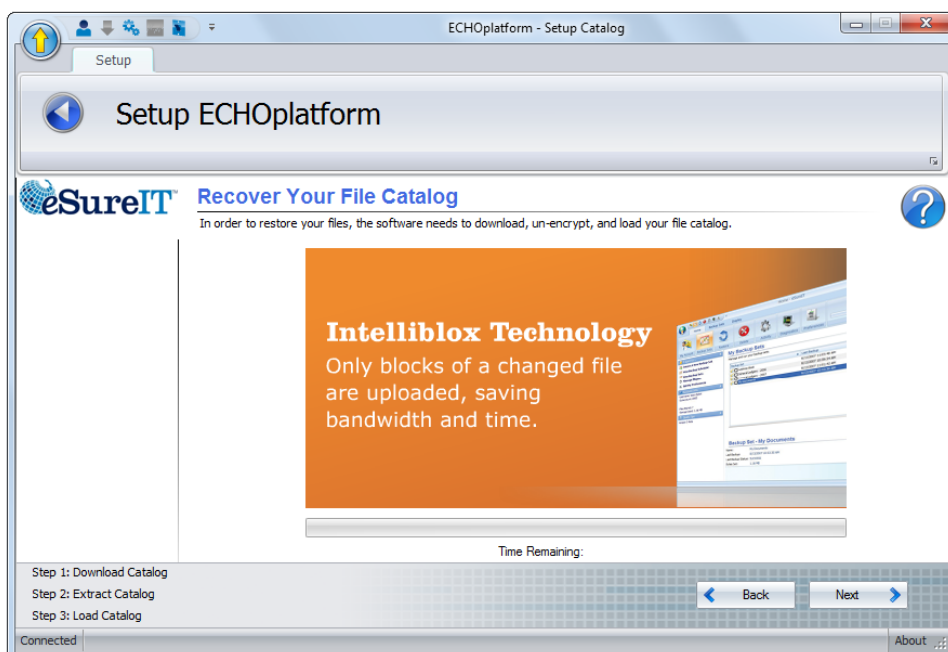 ECHOplatform - Setup Catalog
Setup
Setup ECHOplatform
eSureIT™
Recover Your File Catalog
In order to restore your files, the software needs to download, un-encrypt, and load your file catalog.
Intelliblox Technology
Only blocks of a changed file
are uploaded, saving
bandwidth and time.
My Backup Sets
Backup Set - My Documents
Time Remaining:
Step 1: Download Catalog
Step 2: Extract Catalog
Step 3: Load Catalog
Back
Next
Connected
About